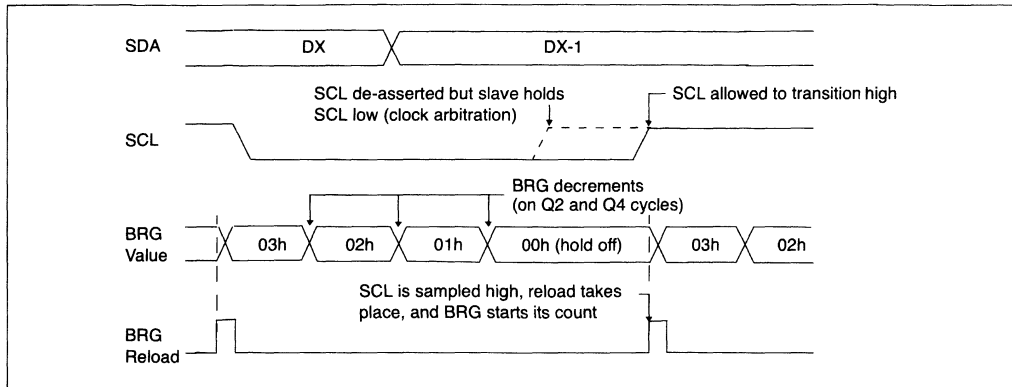 SDA
DX
DX-1
SCL de-asserted but slave holds
SCL low (clock arbitration)
SCL allowed to transition high
SCL
BRG decrements
(on Q2 and Q4 cycles)
BRG
Value
03h
02h
01h
00h (hold off)
03h
02h
SCL is sampled high, reload takes
place, and BRG starts its count
BRG
Reload